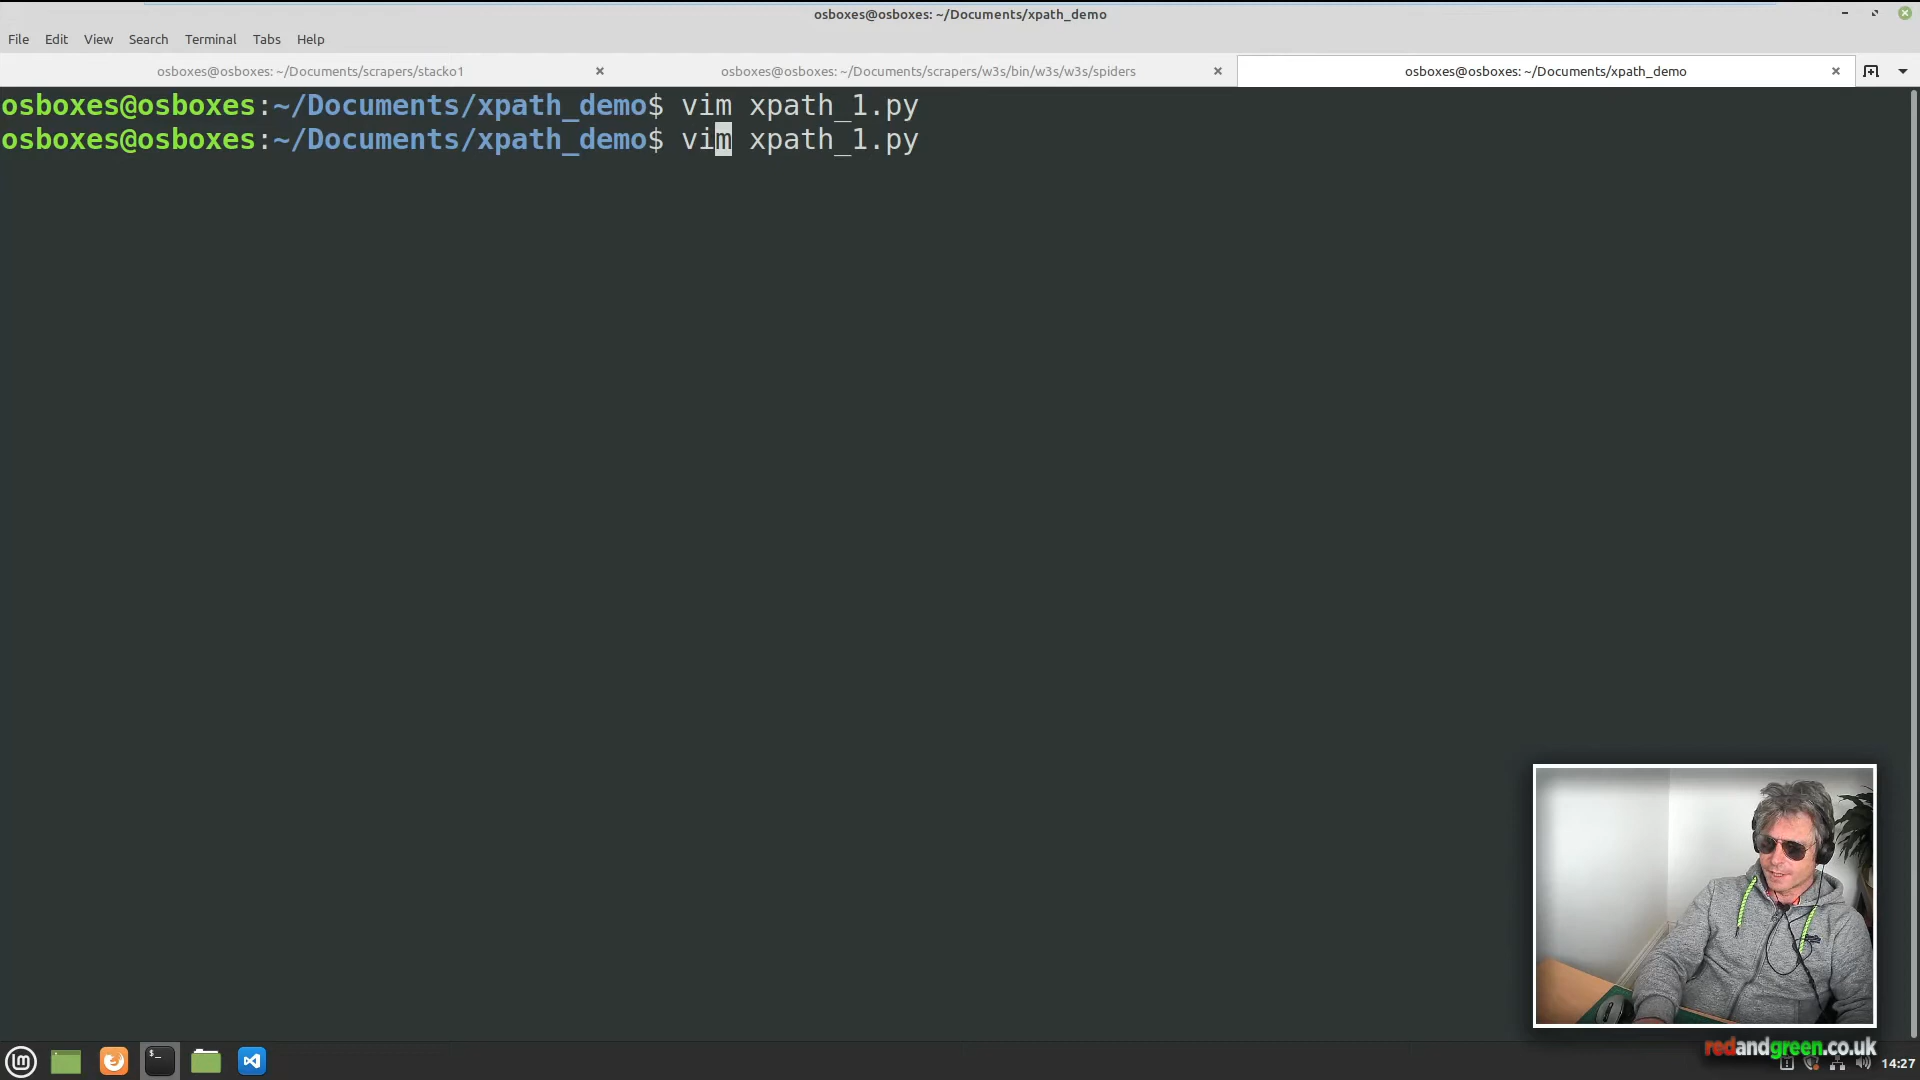 osboxes@osboxes: ~/Documents/xpath_demo
File Edit View Search Terminal Tabs Help
osboxes@osboxes: ~/Documents/scrapers/stacko1
osboxes@osboxes: ~/Documents/scrapers/w3s/bin/w3s/w3s/spiders
osboxes@osboxes: ~/Documents/xpath_demo
osboxes@osboxes:~/Documents/xpath_demo$ vim xpath_1.py
osboxes@osboxes:~/Documents/xpath_demo$ vim xpath_1.py
redandgreen.co.uk
14:27